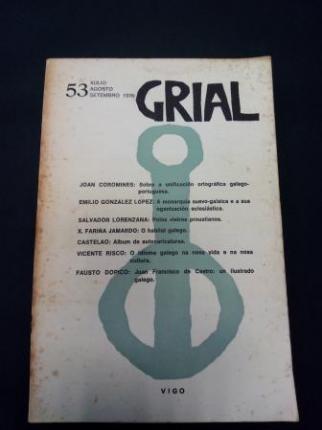 53 XULIO
AGOSTO
SETEMBRO 1976
GRIAL
JOAN COROMINES: Sobre a unificación ortográfica galego-
portuguesa.
EMILIO GONZALEZ LOPEZ: A monarquia suevo-galaica e a sua
organización eclesiástica.
SALVADOR LORENZANA: Polos vieiros proustianos.
X. FARIÑA JAMARDO: O habitat galego.
CASTELAO: Album de autocaricaturas.
VICENTE RISCO: O idioma galego na nosa vida e na nosa
cultura.
FAUSTO DOPICO: Juan Francisco de Castro: un ilustrado
galego.
VIGO